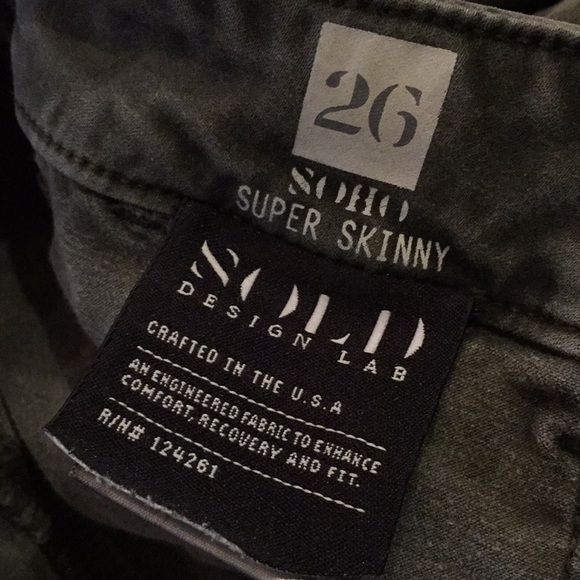 26
SOHO
SUPER SKINNY
SOLD
DESIGN LAB
CRAFTED IN THE U.S.A
AN ENGINEERED FABRIC TO ENHANCE
COMFORT, RECOVERY AND FIT.
R/N# 124261